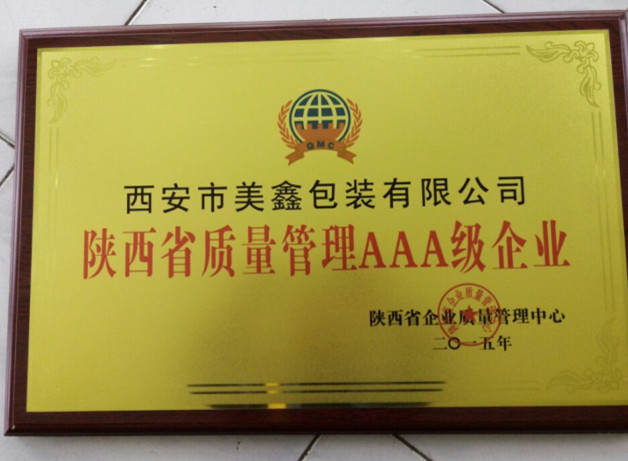 QMC
西安市美鑫包装有限公司
陕西省质量管理AAA级企业
陕西省企业质量管理中心
二〇一五年